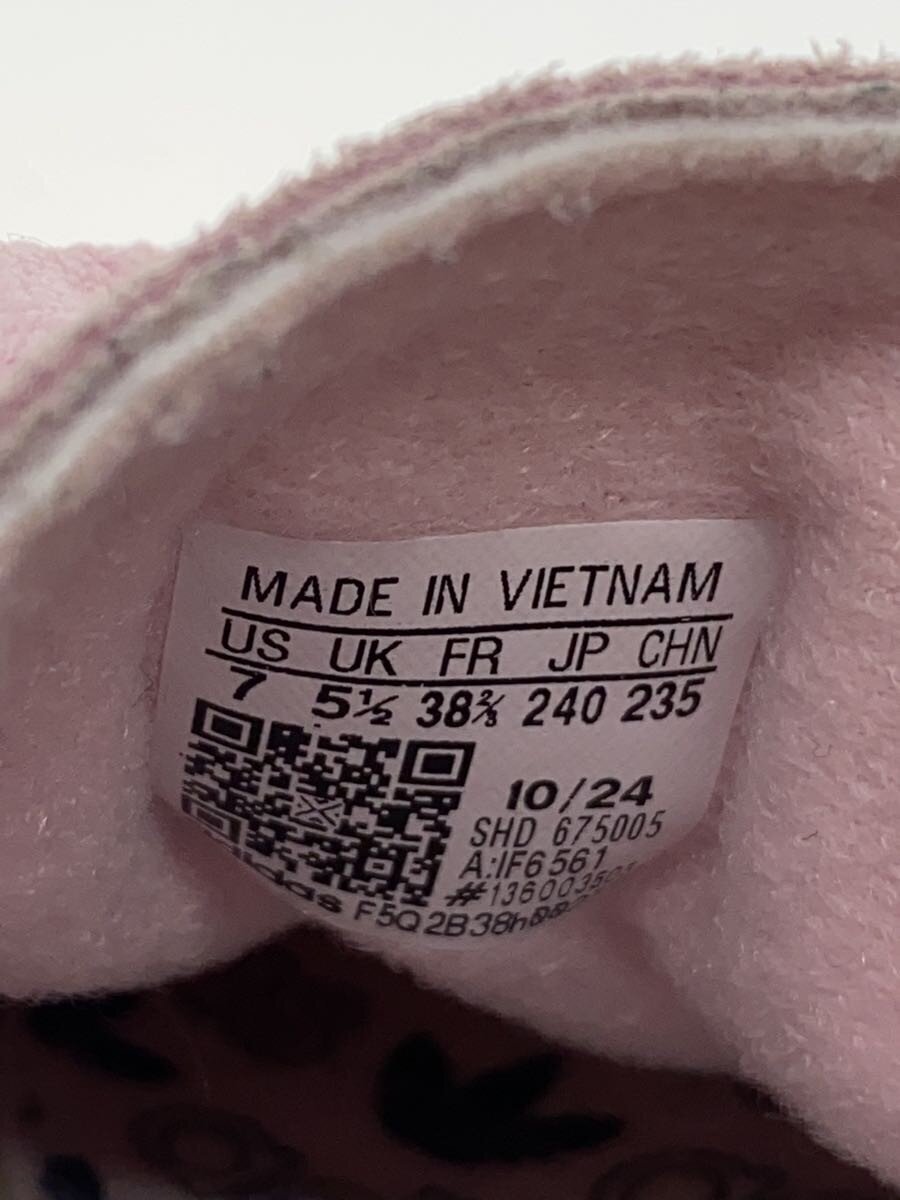 MADE IN VIETNAM
US UK FR JP CHN
7 5½ 38⅔ 240 235
10/24
SHD 675005
A:IF6561
adidas